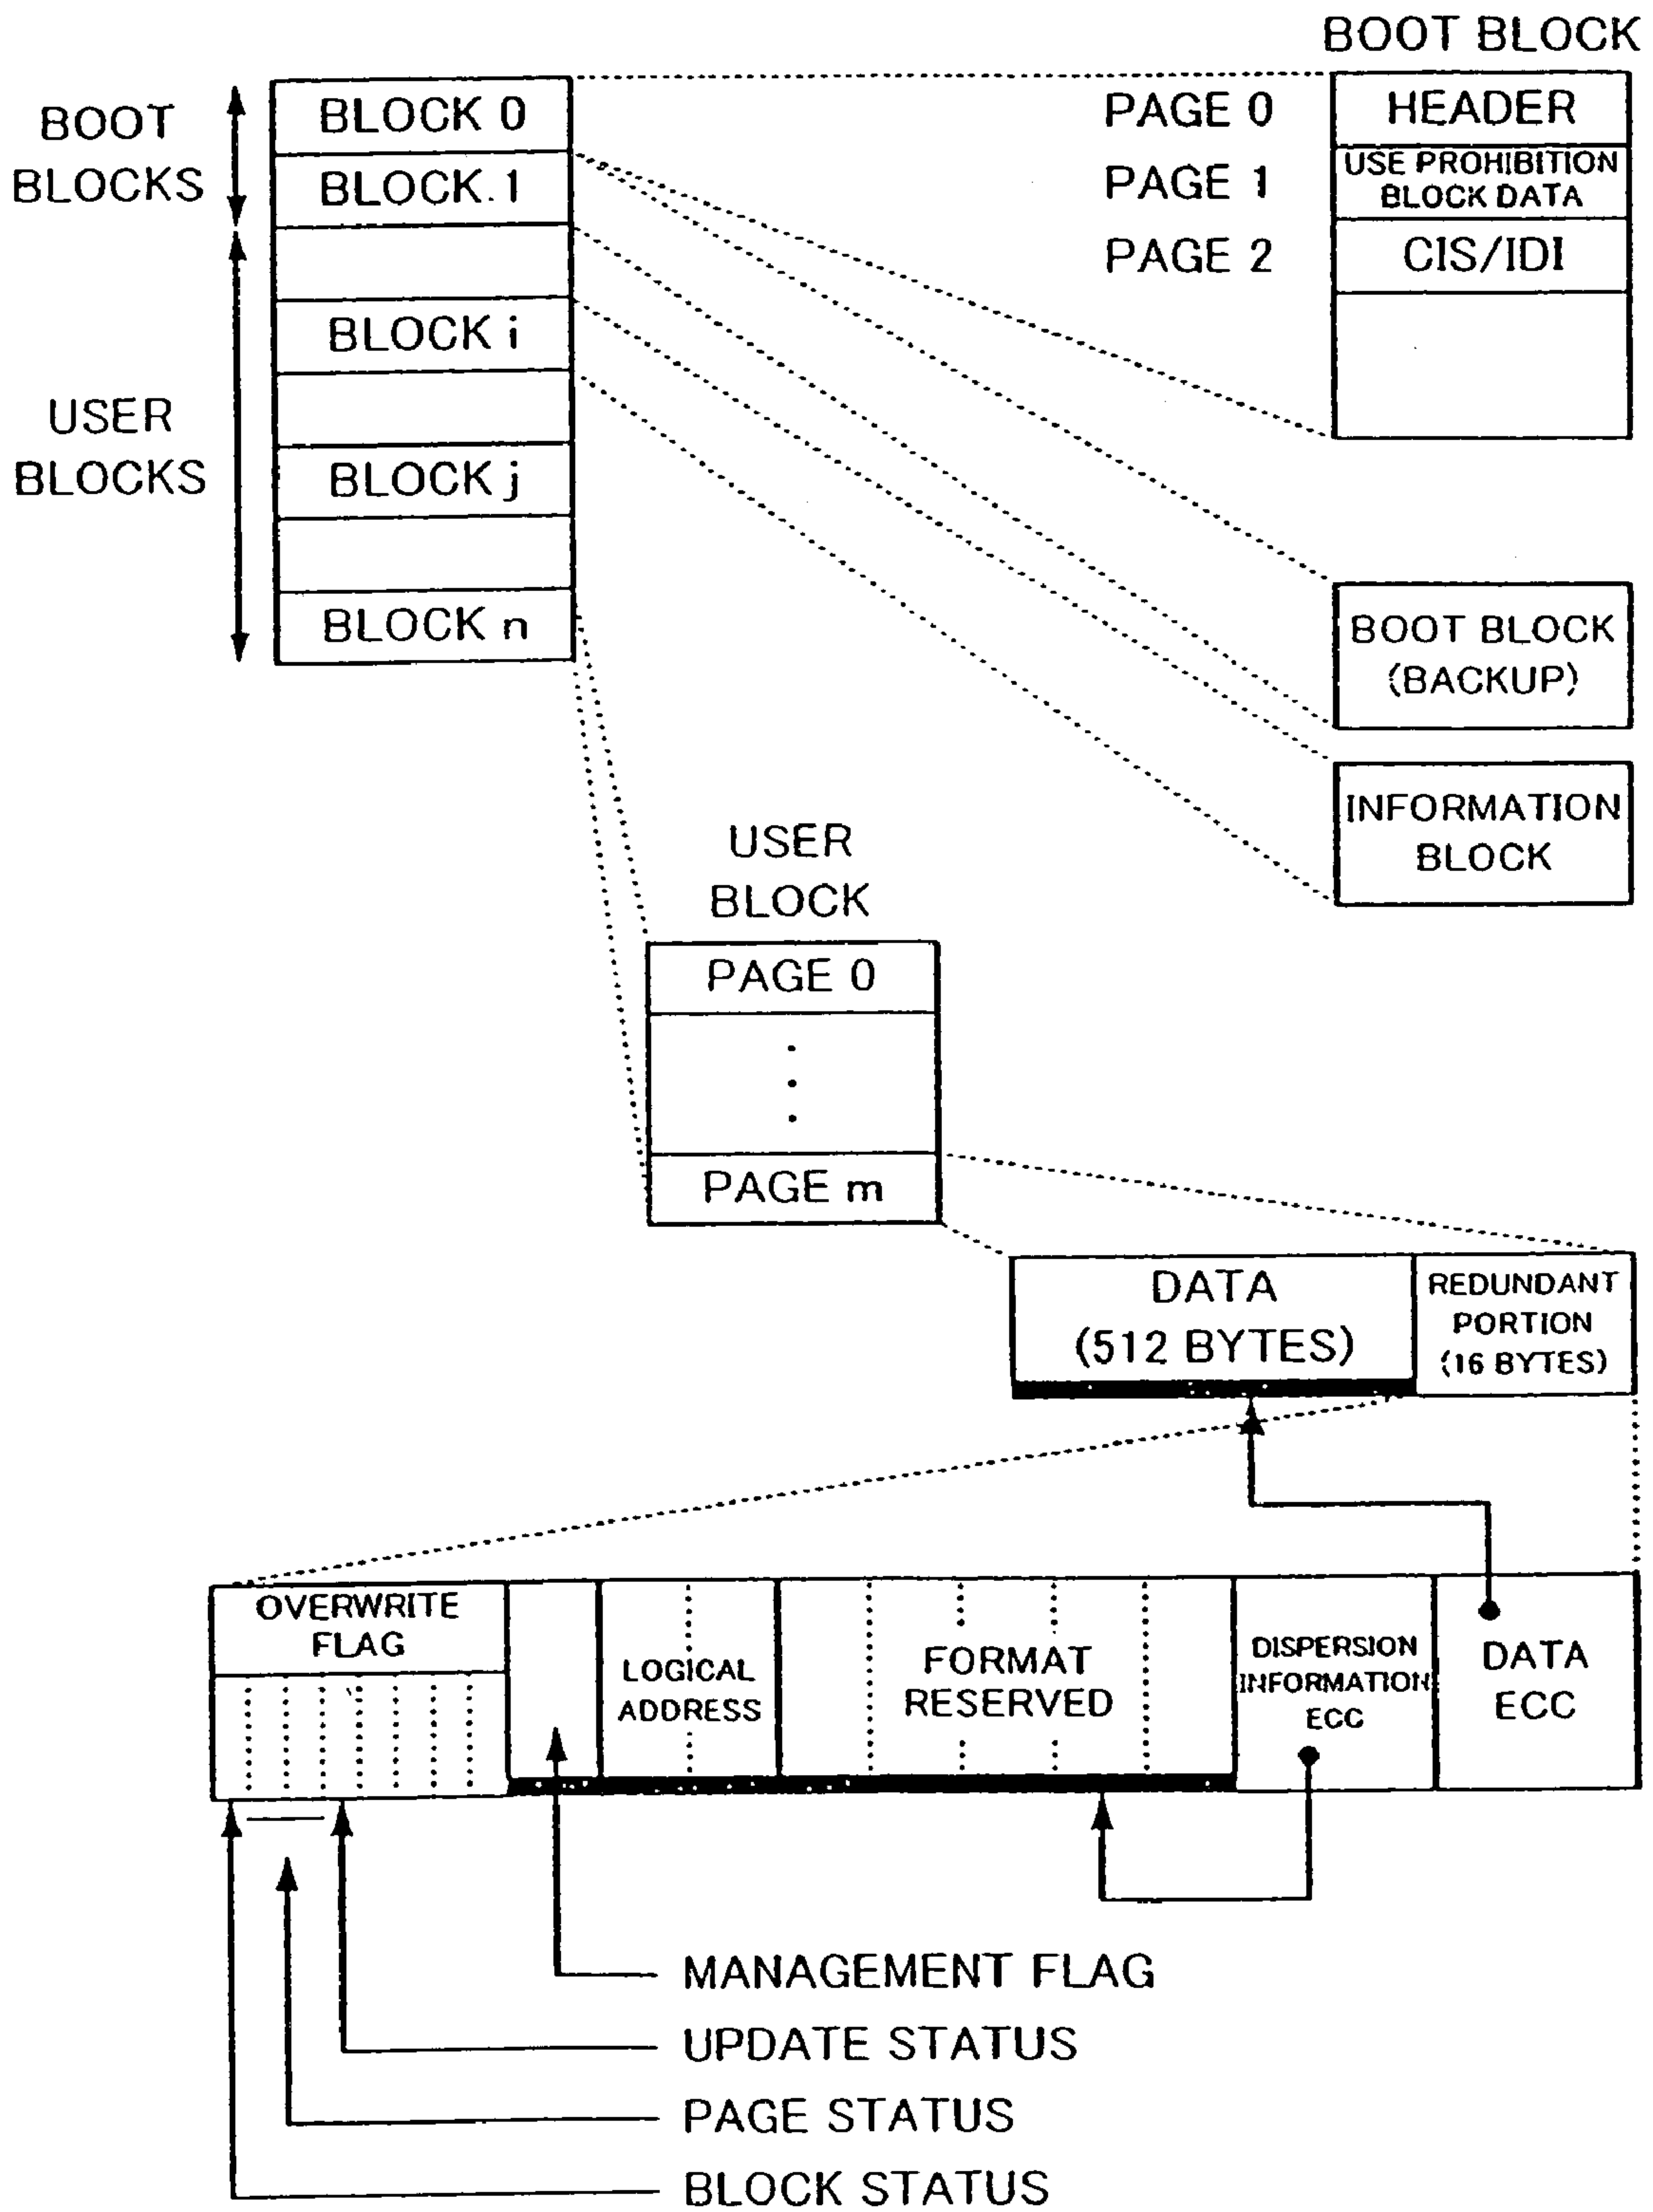 BOOT BLOCK
BOOT
BLOCKS
BLOCK 0
BLOCK.1
PAGE 0
HEADER
PAGE 1
USE PROHIBITION
BLOCK DATA
PAGE 2
CIS/IDI
USER
BLOCKS
BLOCK i
BLOCK j
BLOCK n
BOOT BLOCK
(BACKUP)
INFORMATION
BLOCK
USER
BLOCK
PAGE 0
PAGE m
DATA
(512 BYTES)
REDUNDANT
PORTION
(16 BYTES)
OVERWRITE
FLAG
LOGICAL
ADDRESS
FORMAT
RESERVED
DISPERSION
INFORMATION
ECC
DATA
ECC
MANAGEMENT FLAG
UPDATE STATUS
PAGE STATUS
BLOCK STATUS